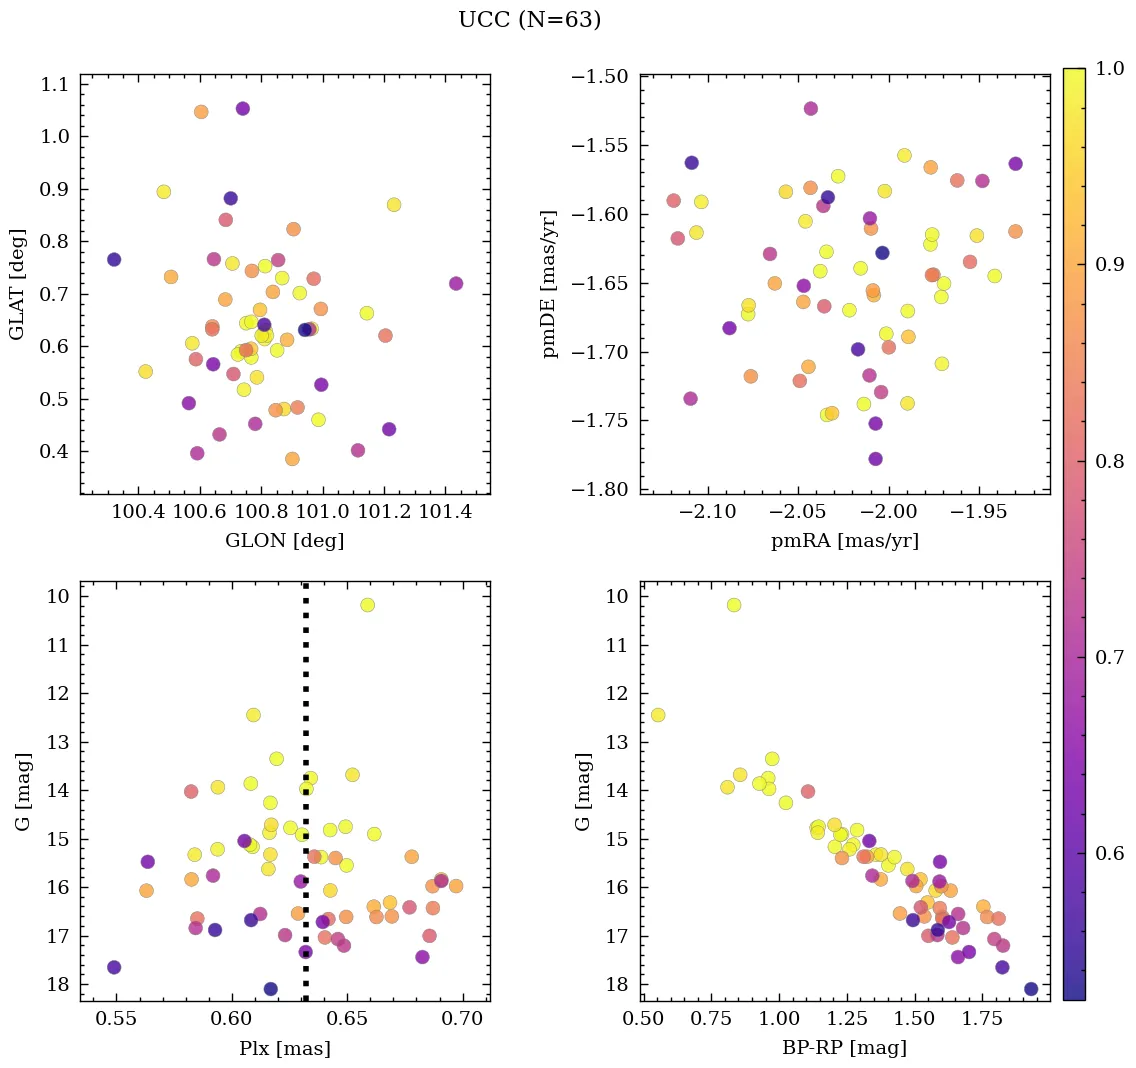 UCC (N=63)
1.1
1.0
0.9
0.8
0.7
0.6
0.5
0.4
GLAT [deg]
100.4 100.6 100.8 101.0 101.2 101.4
GLON [deg]
−1.50
−1.55
−1.60
−1.65
−1.70
−1.75
−1.80
pmDE [mas/yr]
−2.10 −2.05 −2.00 −1.95
pmRA [mas/yr]
1.0
0.9
0.8
0.7
0.6
10
11
12
13
14
15
16
17
18
G [mag]
0.55 0.60 0.65 0.70
Plx [mas]
10
11
12
13
14
15
16
17
18
G [mag]
0.50 0.75 1.00 1.25 1.50 1.75
BP-RP [mag]